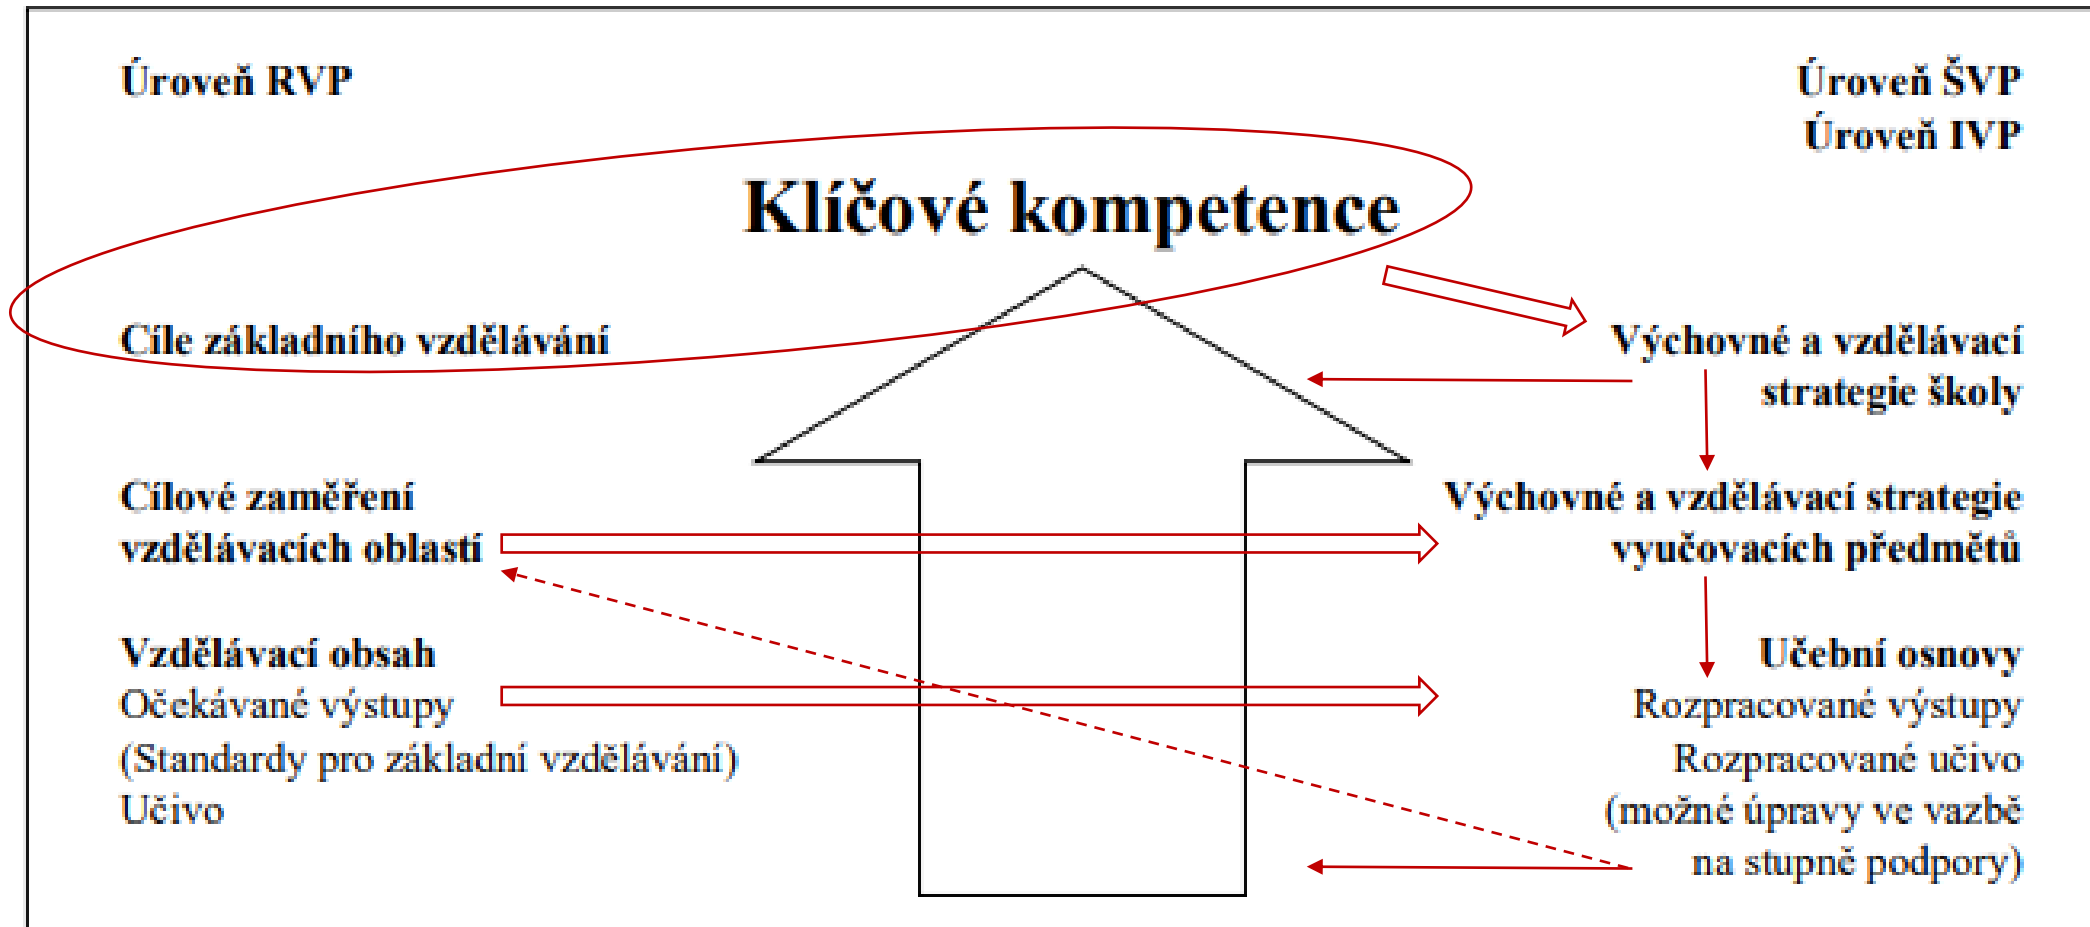 Úroveň RVP
Úroveň ŠVP
Úroveň IVP
Klíčové kompetence
Cíle základního vzdělávání
Výchovné a vzdělávací
strategie školy
Cílové zaměření
vzdělávacích oblastí
Výchovné a vzdělávací strategie
vyučovacích předmětů
Vzdělávací obsah
Očekávané výstupy
(Standardy pro základní vzdělávání)
Učivo
Učební osnovy
Rozpracované výstupy
Rozpracované učivo
(možné úpravy ve vazbě
na stupně podpory)